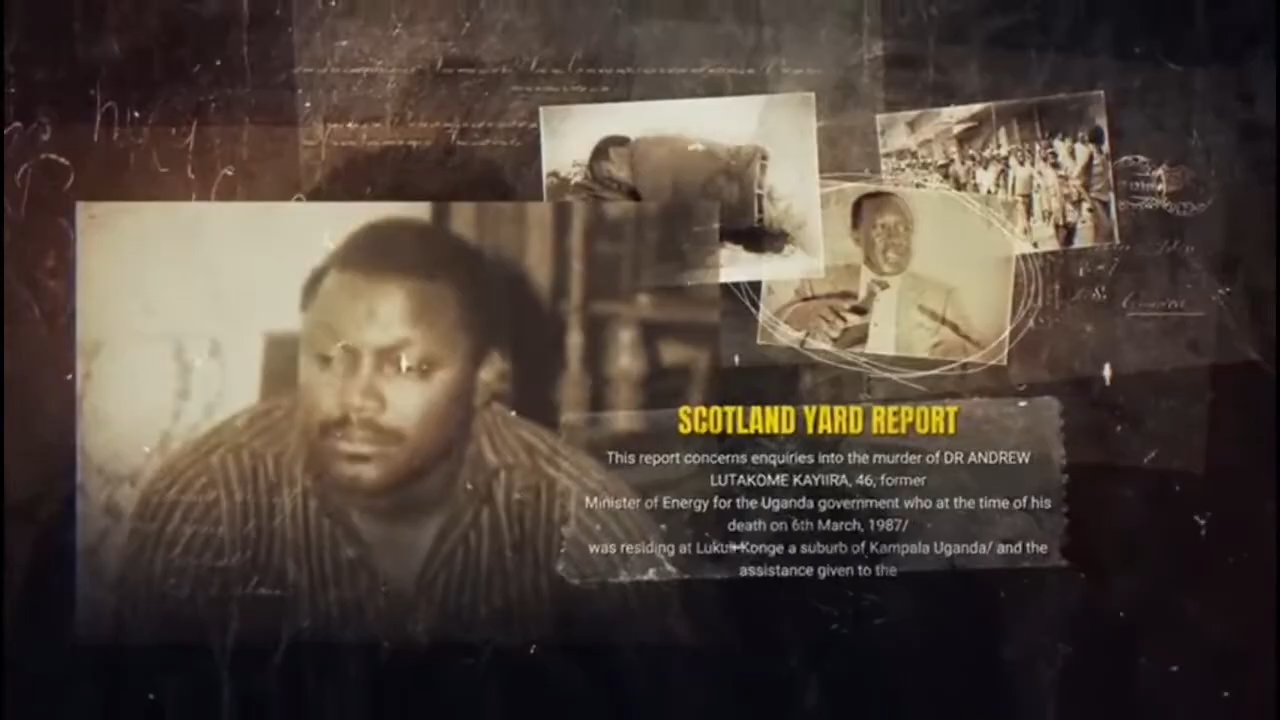 SCOTLAND YARD REPORT
This report concerns enquiries into the murder of DR ANDREW
LUTAKOME KAYIIRA, 46, former
Minister of Energy for the Uganda government who at the time of his
death on 6th March, 1987/
was residing at Lukuli-Konge a suburb of Kampala Uganda/ and the
assistance given to the